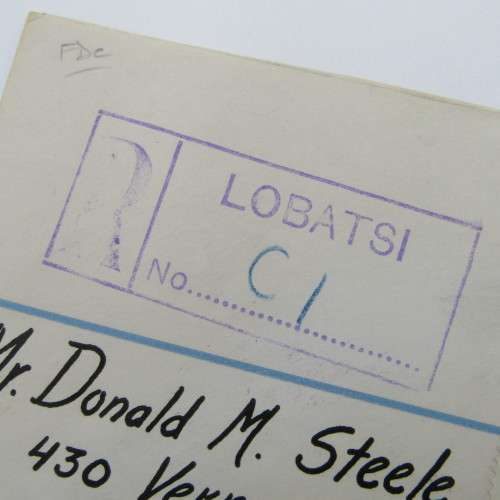 FDC
R LOBATSI
No. C1
Mr. Donald M. Steele
430